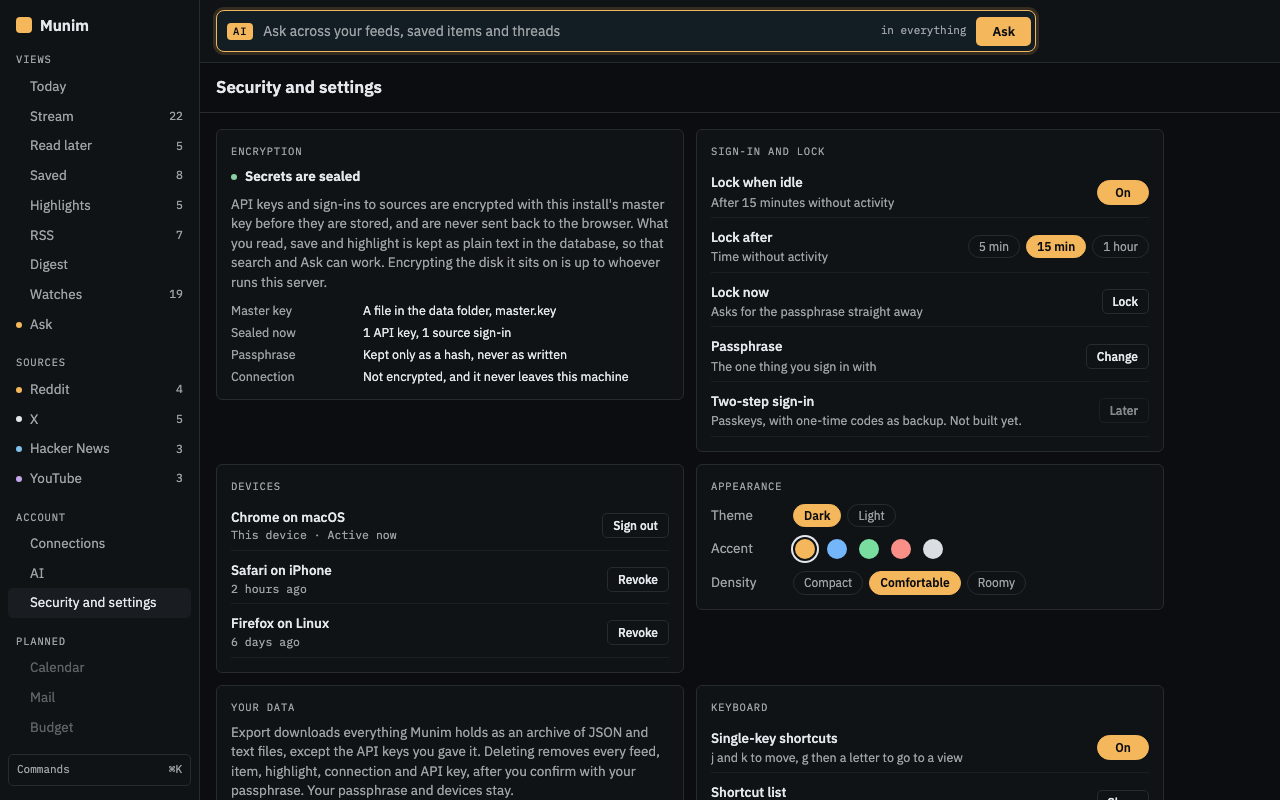 Munim
VIEWS
Today
Stream 22
Read later 5
Saved 8
Highlights 5
RSS 7
Digest
Watches 19
Ask
SOURCES
Reddit 4
X 5
Hacker News 3
YouTube 3
ACCOUNT
Connections
AI
Security and settings
PLANNED
Calendar
Mail
Budget
Commands ⌘K
AI Ask across your feeds, saved items and threads in everything Ask
Security and settings
ENCRYPTION
Secrets are sealed
API keys and sign-ins to sources are encrypted with this install's master
key before they are stored, and are never sent back to the browser. What
you read, save and highlight is kept as plain text in the database, so that
search and Ask can work. Encrypting the disk it sits on is up to whoever
runs this server.
Master key A file in the data folder, master.key
Sealed now 1 API key, 1 source sign-in
Passphrase Kept only as a hash, never as written
Connection Not encrypted, and it never leaves this machine
SIGN-IN AND LOCK
Lock when idle
After 15 minutes without activity
On
Lock after
Time without activity
5 min 15 min 1 hour
Lock now
Asks for the passphrase straight away
Lock
Passphrase
The one thing you sign in with
Change
Two-step sign-in
Passkeys, with one-time codes as backup. Not built yet.
Later
DEVICES
Chrome on macOS
This device · Active now
Sign out
Safari on iPhone
2 hours ago
Revoke
Firefox on Linux
6 days ago
Revoke
APPEARANCE
Theme Dark Light
Accent
Density Compact Comfortable Roomy
YOUR DATA
Export downloads everything Munim holds as an archive of JSON and
text files, except the API keys you gave it. Deleting removes every feed,
item, highlight, connection and API key, after you confirm with your
passphrase. Your passphrase and devices stay.
KEYBOARD
Single-key shortcuts
j and k to move, g then a letter to go to a view
On
Shortcut list